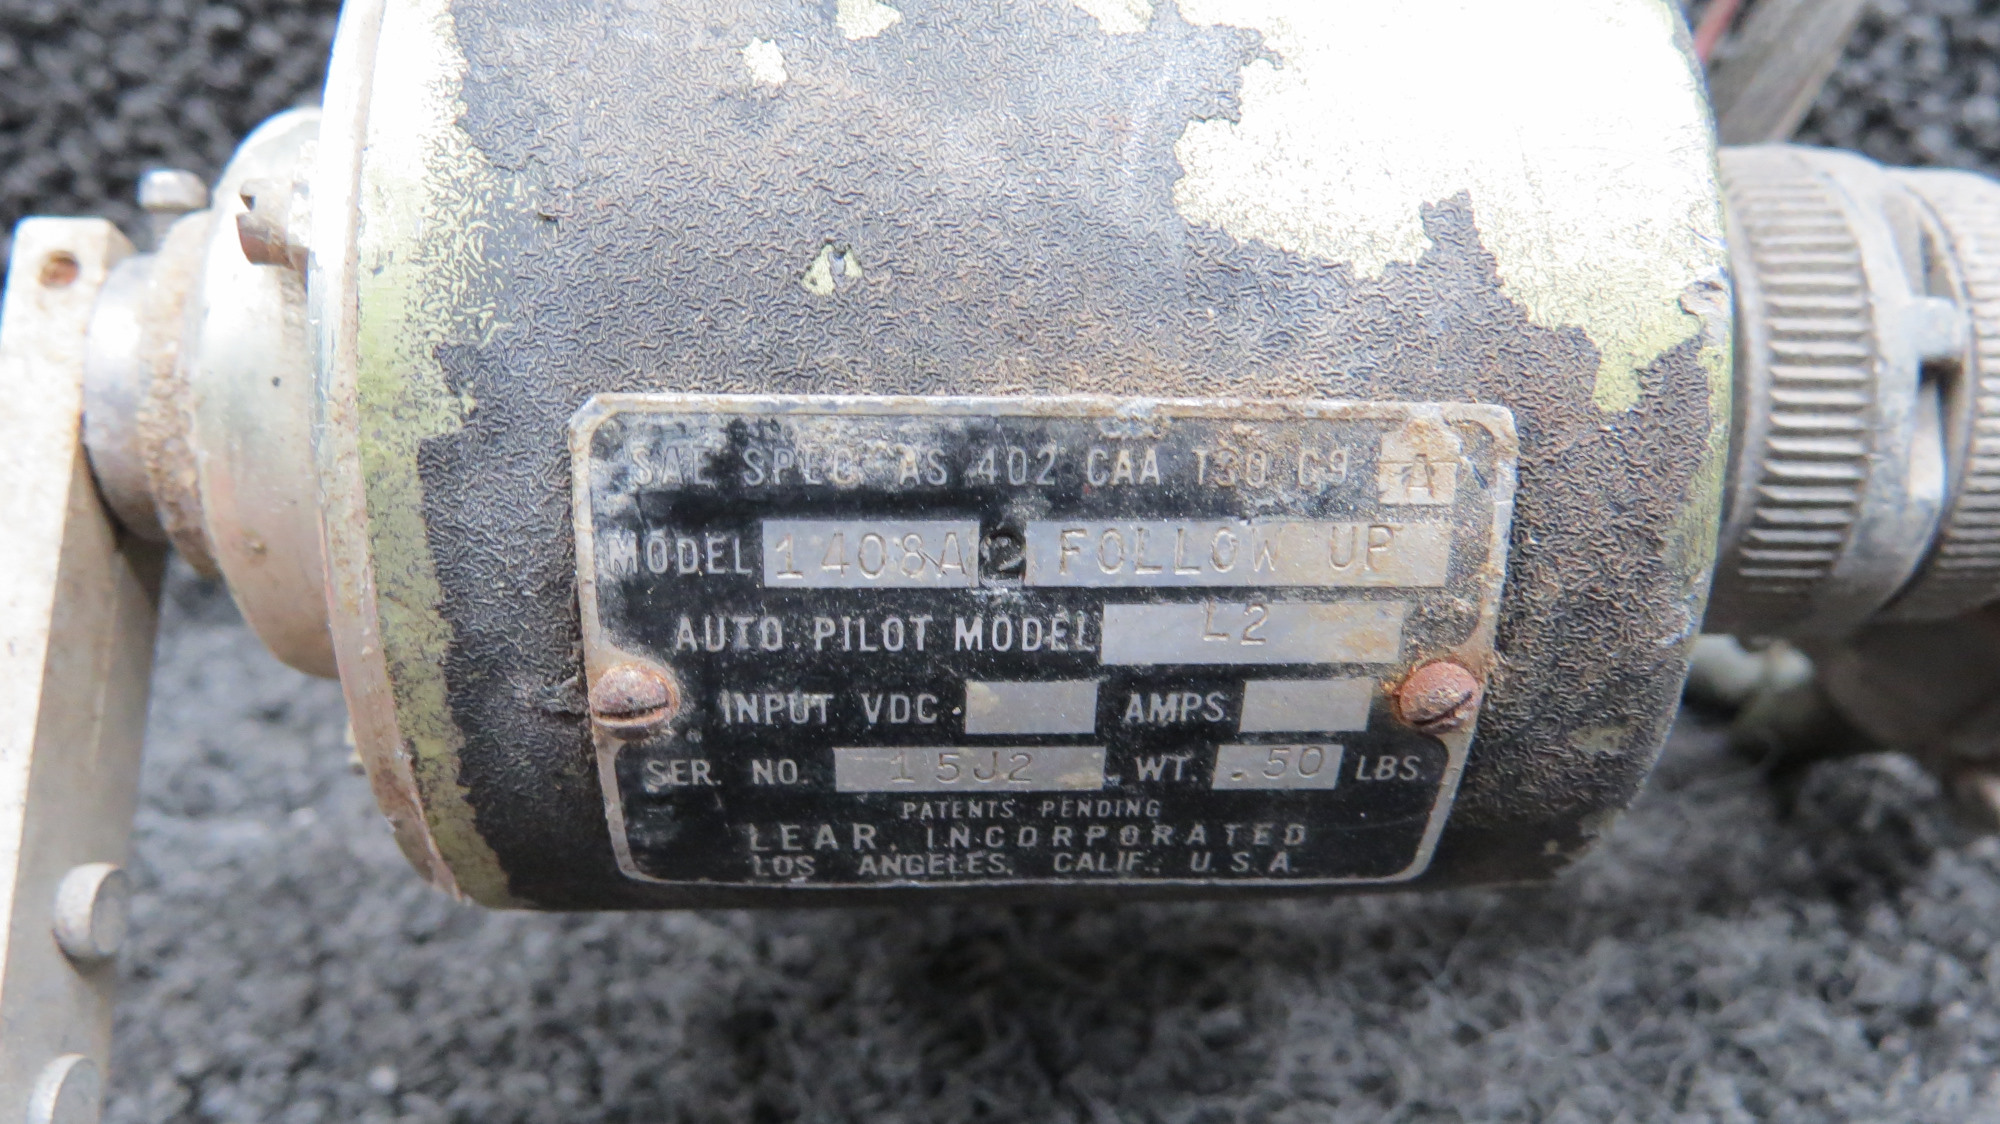 SAE SPEC AS 402 CAA T30 C9 A
MODEL 1408A2 FOLLOW UP
AUTO. PILOT MODEL L2
INPUT VDC. AMPS.
SER. NO. 15J2 WT. .50 LBS.
PATENTS PENDING
LEAR, INCORPORATED
LOS ANGELES, CALIF., U.S.A.